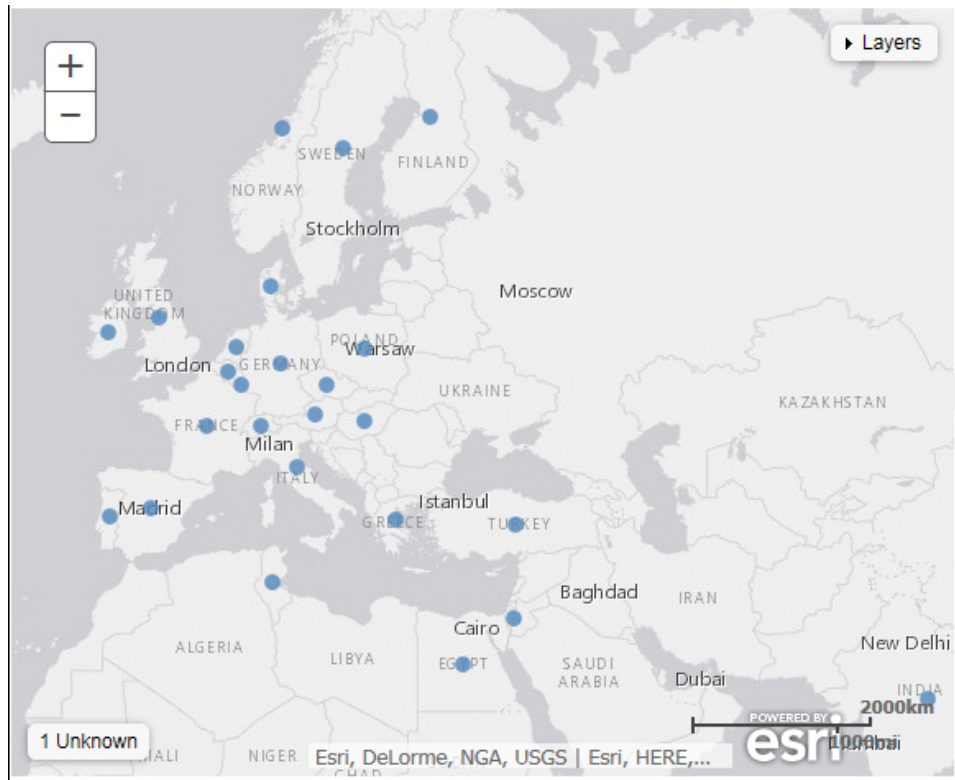 Layers
+
−
SWEDEN
FINLAND
NORWAY
Stockholm
Moscow
UNITED
KINGDOM
POLAND
Warsaw
London
GERMANY
UKRAINE
KAZAKHSTAN
FRANCE
Milan
ITALY
Madrid
Istanbul
GREECE
TURKEY
Baghdad
IRAN
Cairo
ALGERIA
LIBYA
EGYPT
SAUDI
ARABIA
New Delhi
Dubai
INDIA
2000km
POWERED BY
esri
1 Unknown
MALI
NIGER
CHAD
Esri, DeLorme, NGA, USGS | Esri, HERE,...